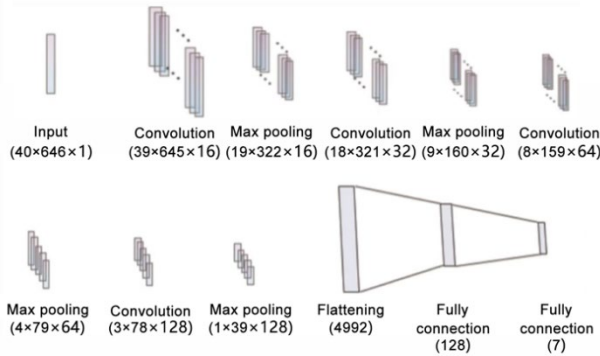 Input
(40×646×1)
Convolution
(39×645×16)
Max pooling
(19×322×16)
Convolution
(18×321×32)
Max pooling
(9×160×32)
Convolution
(8×159×64)
Max pooling
(4×79×64)
Convolution
(3×78×128)
Max pooling
(1×39×128)
Flattening
(4992)
Fully
connection
(128)
Fully
connection
(7)